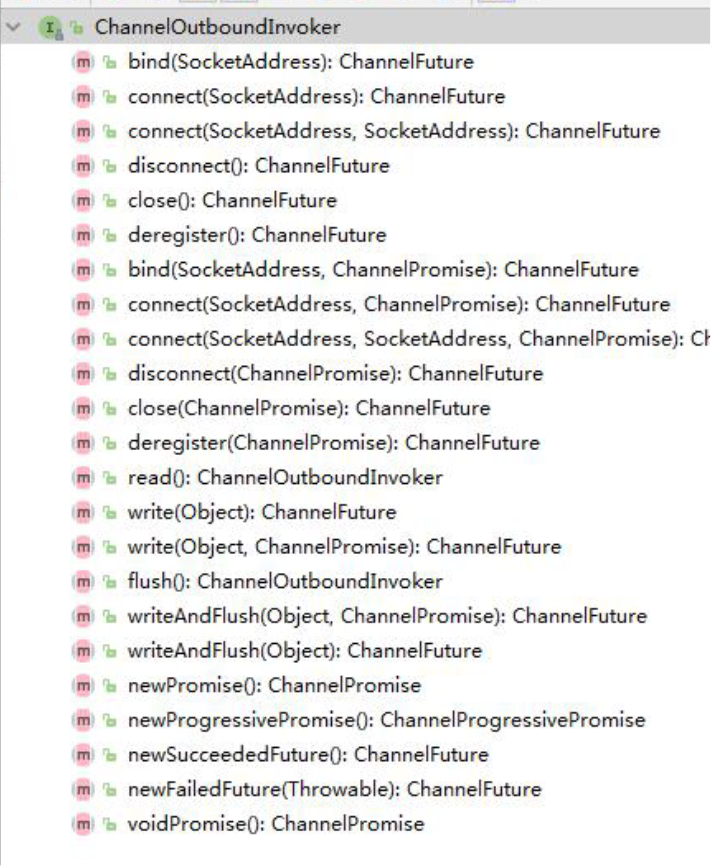 ChannelOutboundInvoker
bind(SocketAddress): ChannelFuture
connect(SocketAddress): ChannelFuture
connect(SocketAddress, SocketAddress): ChannelFuture
disconnect(): ChannelFuture
close(): ChannelFuture
deregister(): ChannelFuture
bind(SocketAddress, ChannelPromise): ChannelFuture
connect(SocketAddress, ChannelPromise): ChannelFuture
connect(SocketAddress, SocketAddress, ChannelPromise): Ch
disconnect(ChannelPromise): ChannelFuture
close(ChannelPromise): ChannelFuture
deregister(ChannelPromise): ChannelFuture
read(): ChannelOutboundInvoker
write(Object): ChannelFuture
write(Object, ChannelPromise): ChannelFuture
flush(): ChannelOutboundInvoker
writeAndFlush(Object, ChannelPromise): ChannelFuture
writeAndFlush(Object): ChannelFuture
newPromise(): ChannelPromise
newProgressivePromise(): ChannelProgressivePromise
newSucceededFuture(): ChannelFuture
newFailedFuture(Throwable): ChannelFuture
voidPromise(): ChannelPromise